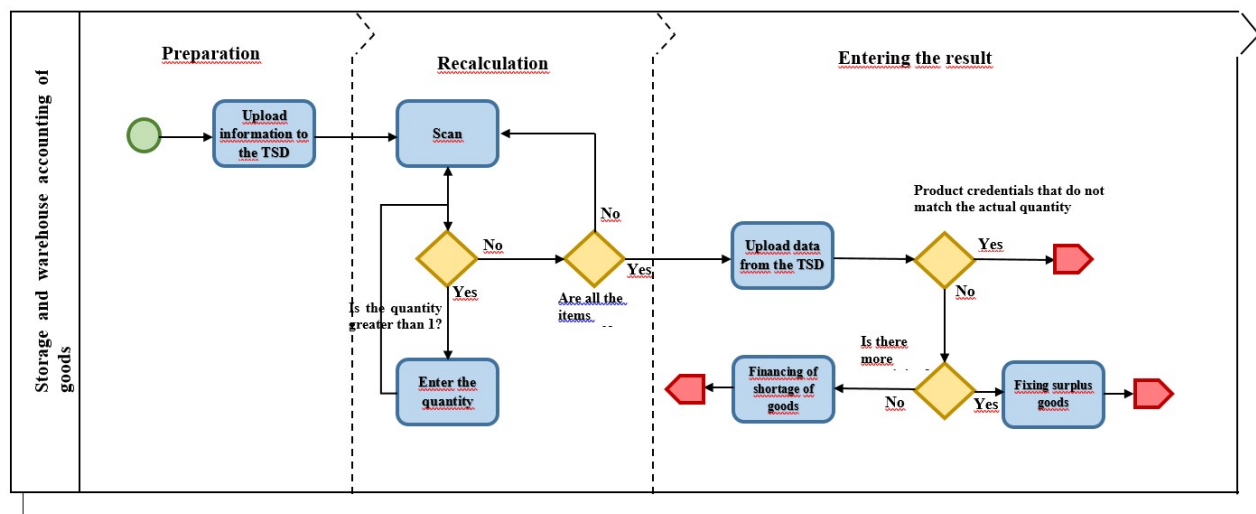 Storage and warehouse accounting of
goods
Preparation
Recalculation
Entering the result
Upload
information to
the TSD
Scan
No
Yes
Is the quantity
greater than 1?
Enter the
quantity
No
Yes
Are all the
items
Upload data
from the TSD
Product credentials that do not
match the actual quantity
Yes
No
Is there
more
No
Yes
Financing of
shortage of
goods
Fixing surplus
goods